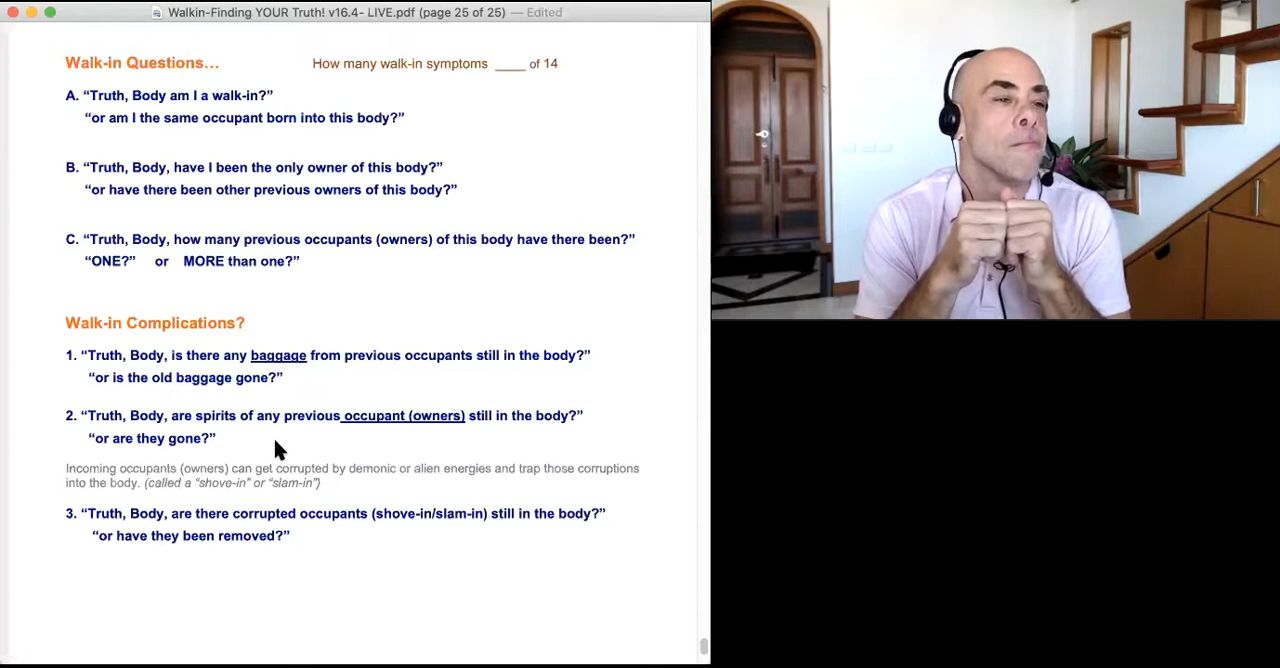 Walkin-Finding YOUR Truth! v16.4- LIVE.pdf (page 25 of 25) — Edited
Walk-in Questions…
How many walk-in symptoms ____ of 14
A. “Truth, Body am I a walk-in?”
“or am I the same occupant born into this body?”
B. “Truth, Body, have I been the only owner of this body?”
“or have there been other previous owners of this body?”
C. “Truth, Body, how many previous occupants (owners) of this body have there been?”
“ONE?” or MORE than one?”
Walk-in Complications?
1. “Truth, Body, is there any baggage from previous occupants still in the body?”
“or is the old baggage gone?”
2. “Truth, Body, are spirits of any previous occupant (owners) still in the body?”
“or are they gone?”
Incoming occupants (owners) can get corrupted by demonic or alien energies and trap those corruptions
into the body. (called a “shove-in” or “slam-in”)
3. “Truth, Body, are there corrupted occupants (shove-in/slam-in) still in the body?”
“or have they been removed?”